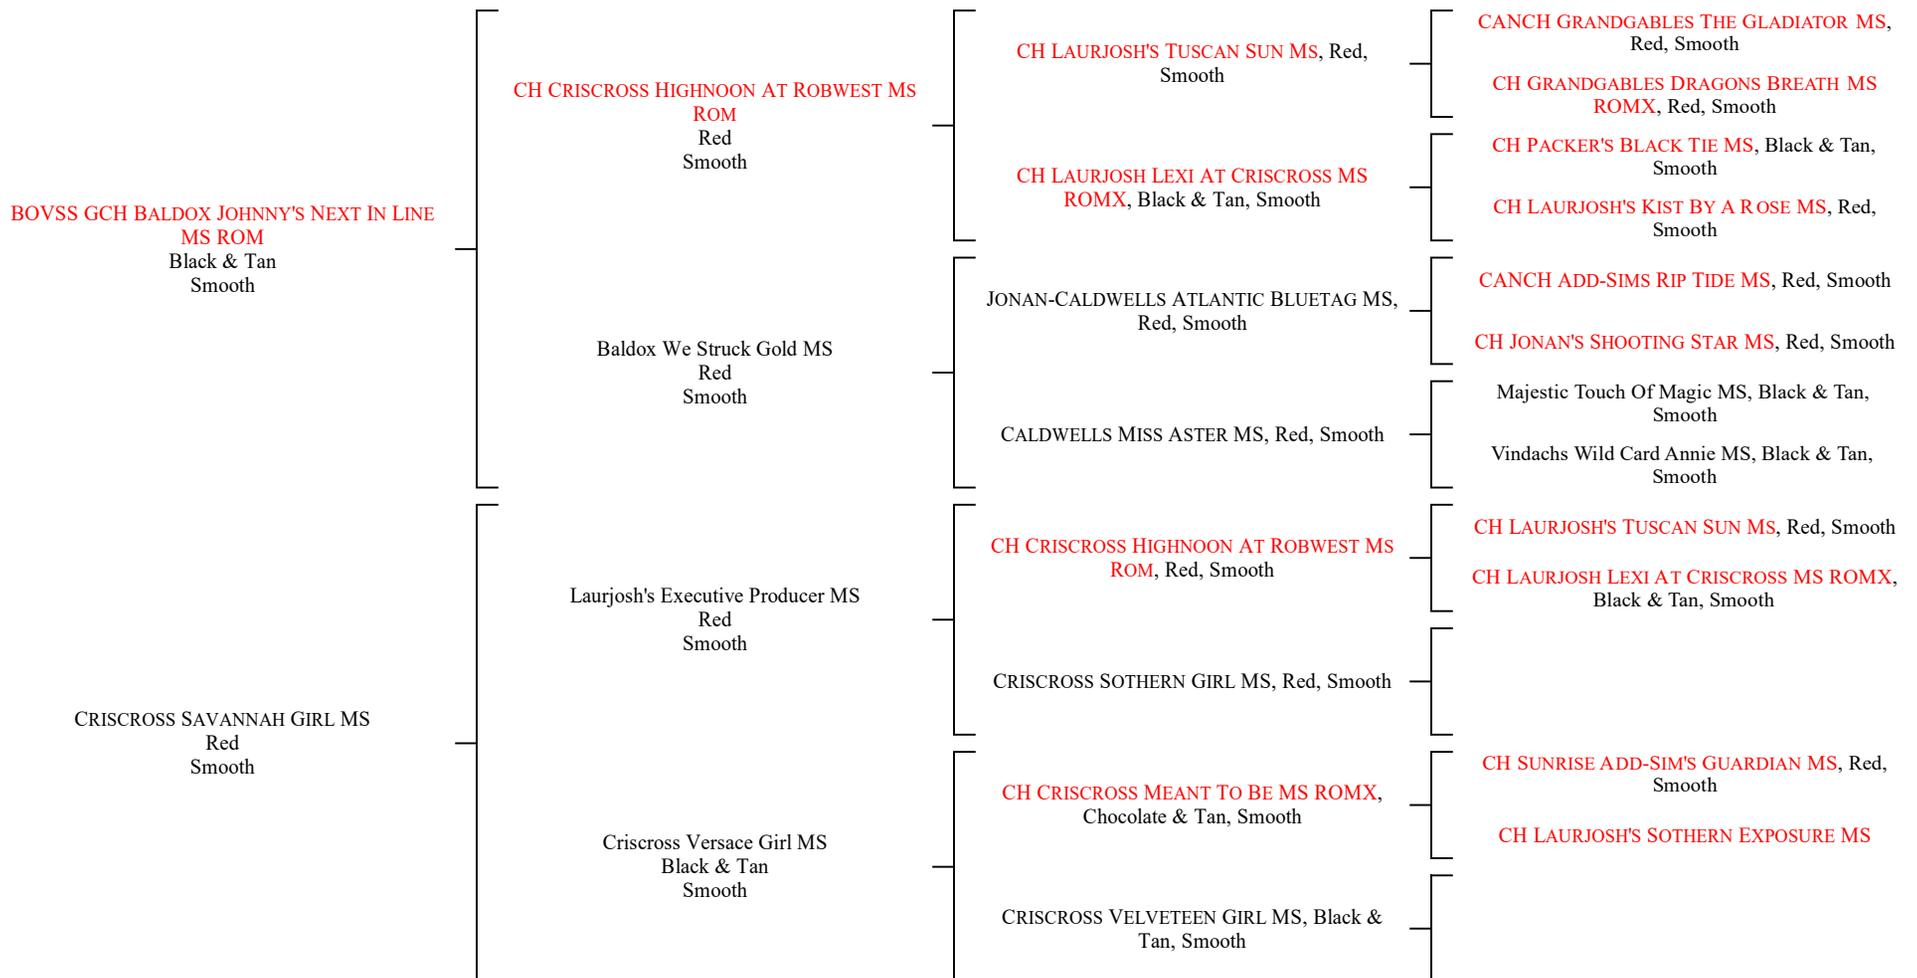 BOVSS GCH BALDOX JOHNNY'S NEXT IN LINE
MS ROM
Black & Tan
Smooth
CRISCROSS SAVANNAH GIRL MS
Red
Smooth
CH CRISCROSS HIGHNOON AT ROBWEST MS
ROM
Red
Smooth
Baldox We Struck Gold MS
Red
Smooth
Laurjosh's Executive Producer MS
Red
Smooth
Criscross Versace Girl MS
Black & Tan
Smooth
CH LAURJOSH'S TUSCAN SUN MS, Red,
Smooth
CH LAURJOSH LEXI AT CRISCROSS MS
ROMX, Black & Tan, Smooth
JONAN-CALDWELLS ATLANTIC BLUETAG MS,
Red, Smooth
CALDWELLS MISS ASTER MS, Red, Smooth
CH CRISCROSS HIGHNOON AT ROBWEST MS
ROM, Red, Smooth
CRISCROSS SOTHERN GIRL MS, Red, Smooth
CH CRISCROSS MEANT TO BE MS ROMX,
Chocolate & Tan, Smooth
CRISCROSS VELVETEEN GIRL MS, Black &
Tan, Smooth
CANCH GRANDGABLES THE GLADIATOR MS,
Red, Smooth
CH GRANDGABLES DRAGONS BREATH MS
ROMX, Red, Smooth
CH PACKER'S BLACK TIE MS, Black & Tan,
Smooth
CH LAURJOSH'S KIST BY A ROSE MS, Red,
Smooth
CANCH ADD-SIMS RIP TIDE MS, Red, Smooth
CH JONAN'S SHOOTING STAR MS, Red, Smooth
Majestic Touch Of Magic MS, Black & Tan,
Smooth
Vindachs Wild Card Annie MS, Black & Tan,
Smooth
CH LAURJOSH'S TUSCAN SUN MS, Red, Smooth
CH LAURJOSH LEXI AT CRISCROSS MS ROMX,
Black & Tan, Smooth
CH SUNRISE ADD-SIM'S GUARDIAN MS, Red,
Smooth
CH LAURJOSH'S SOTHERN EXPOSURE MS